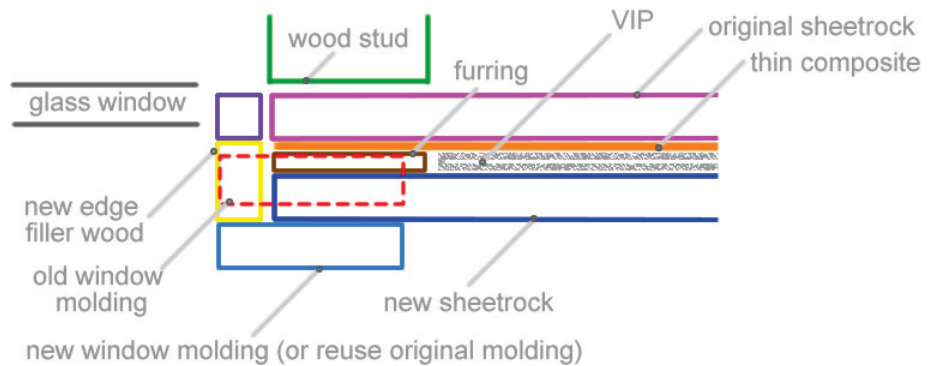 VIP
original sheetrock
wood stud
thin composite
furring
glass window
new edge
filler wood
old window
molding
new sheetrock
new window molding (or reuse original molding)